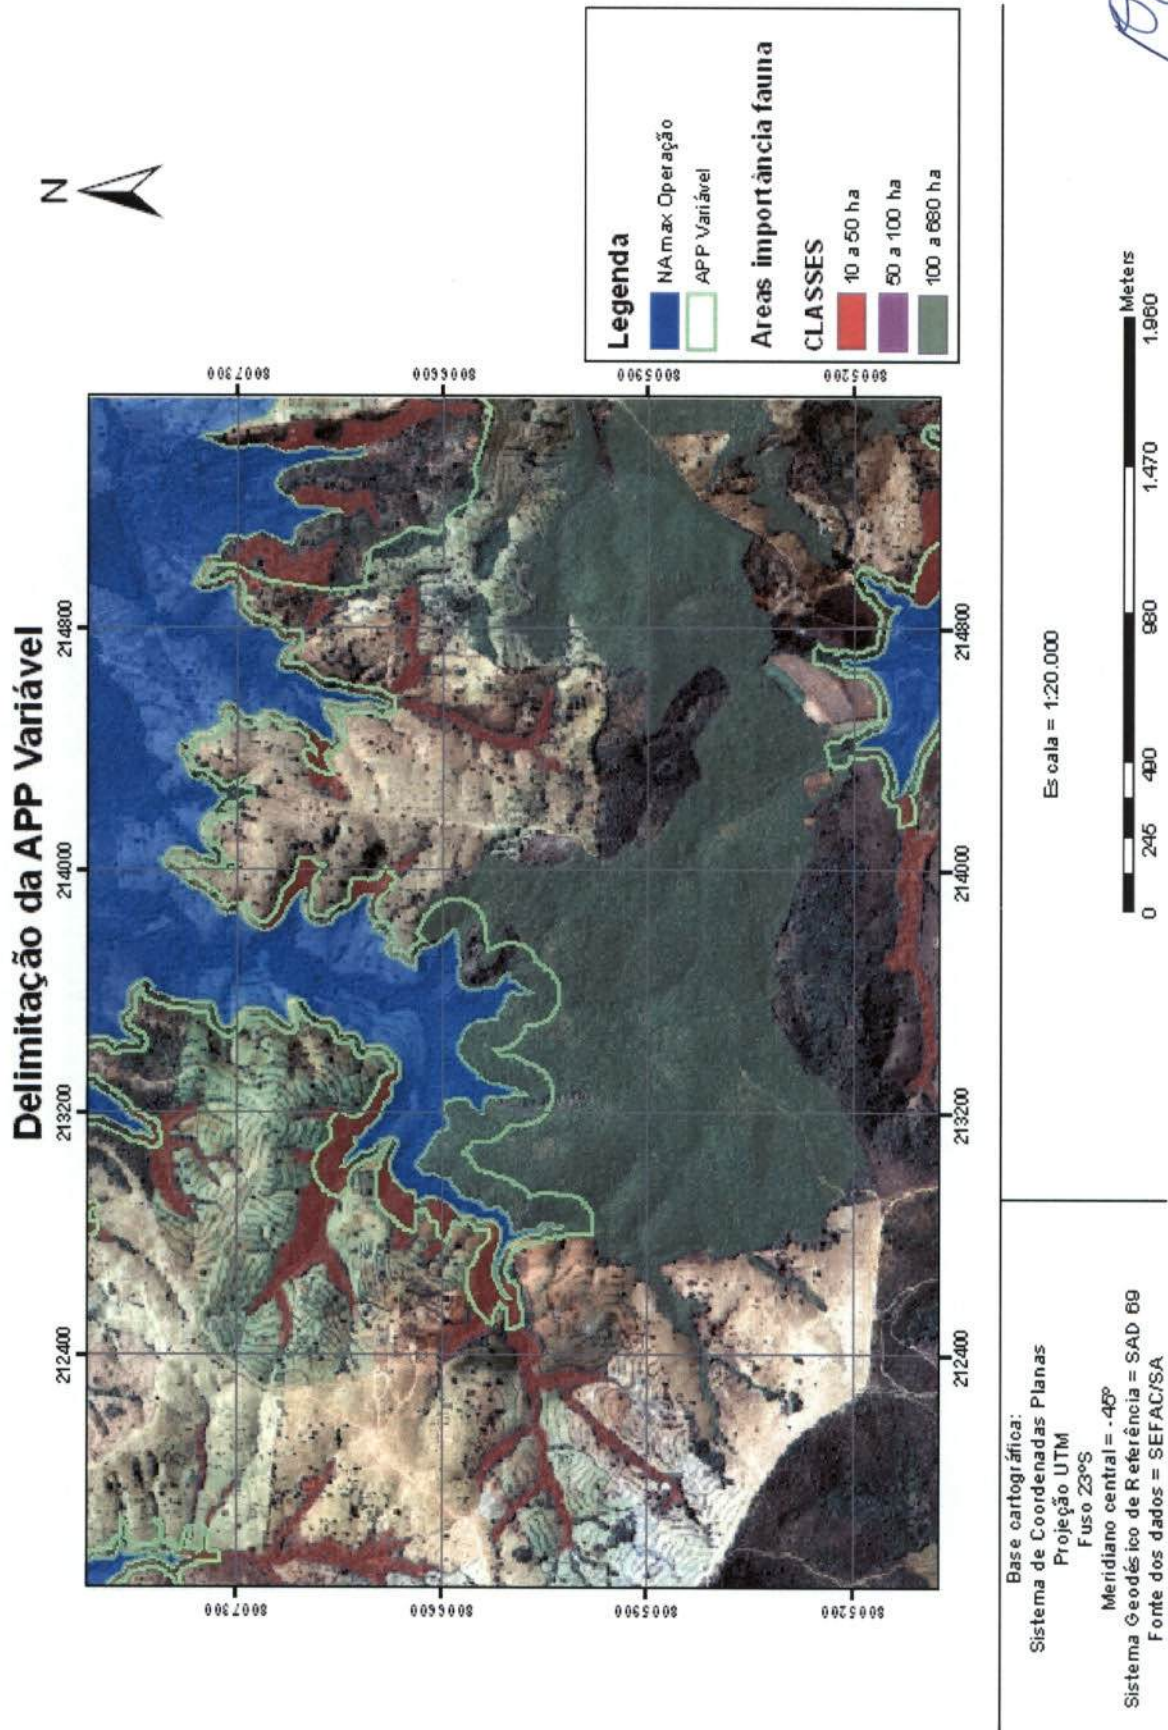 Delimitação da APP Variável
N
212400
213200
214000
214800
8007300
8006600
8005900
8005200
8007300
8006600
8005900
8005200
212400
213200
214000
214800
Legenda
NA max Operação
APP Variável
Areas importância fauna
CLASSES
10 a 50 ha
50 a 100 ha
100 a 680 ha
Base cartográfica:
Sistema de Coordenadas Planas
Projeção UTM
Fuso 23ºS
Meridiano central = -45º
Sistema Geodésico de Referência = SAD 69
Fonte dos dados = SEFAC/SA
Escala = 1:20.000
0 245 490 980 1.470 1.960
Meters